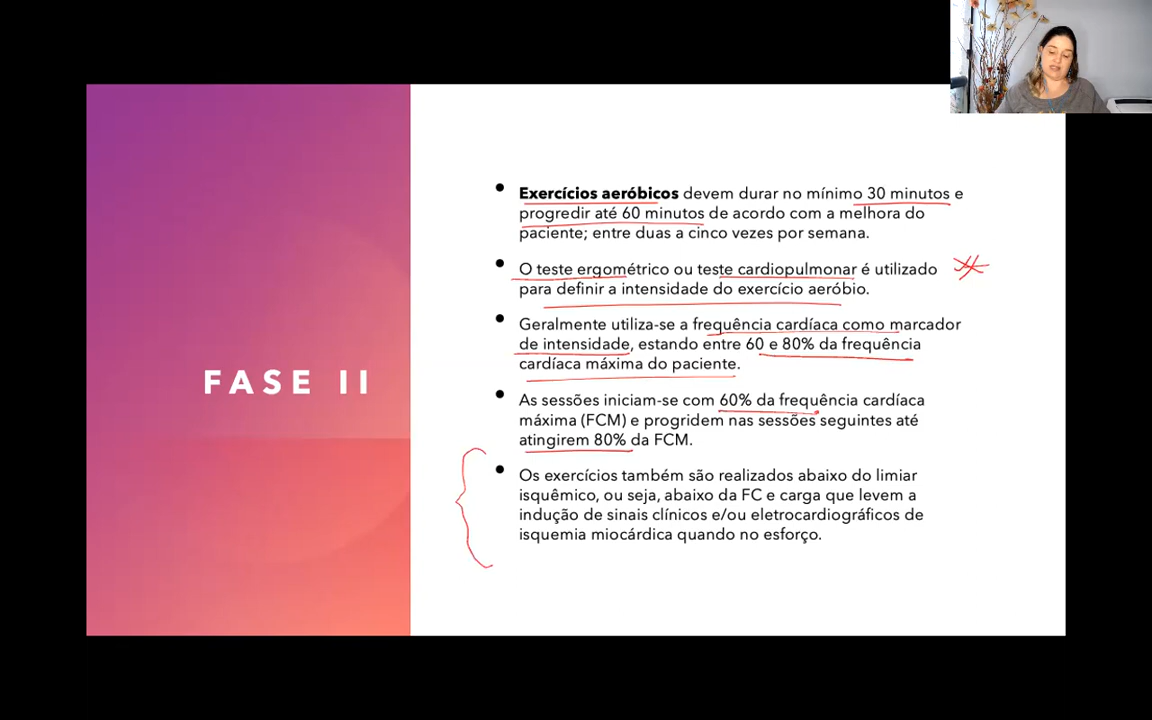 FASE II
• Exercícios aeróbicos devem durar no mínimo 30 minutos e
progredir até 60 minutos de acordo com a melhora do
paciente; entre duas a cinco vezes por semana.
• O teste ergométrico ou teste cardiopulmonar é utilizado
para definir a intensidade do exercício aeróbio.
• Geralmente utiliza-se a frequência cardíaca como marcador
de intensidade, estando entre 60 e 80% da frequência
cardíaca máxima do paciente.
• As sessões iniciam-se com 60% da frequência cardíaca
máxima (FCM) e progridem nas sessões seguintes até
atingirem 80% da FCM.
• Os exercícios também são realizados abaixo do limiar
isquêmico, ou seja, abaixo da FC e carga que levem a
indução de sinais clínicos e/ou eletrocardiográficos de
isquemia miocárdica quando no esforço.